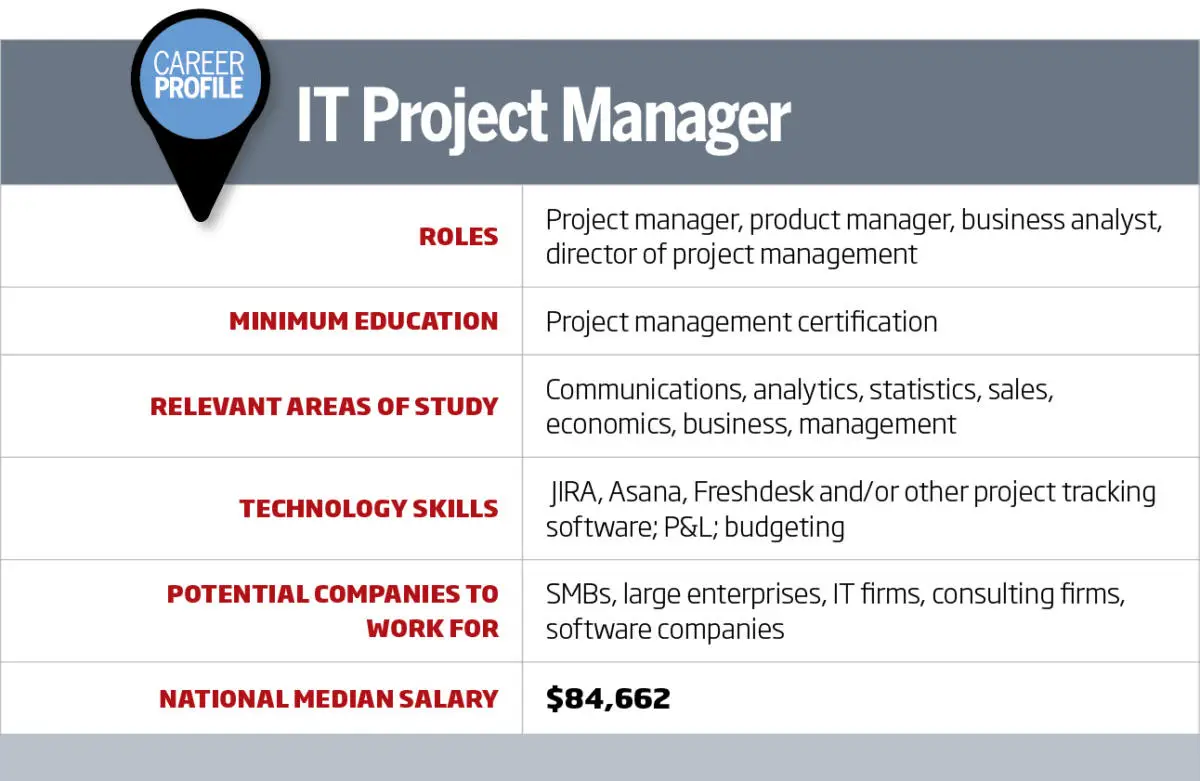 CAREER
PROFILE
IT Project Manager
ROLES
Project manager, product manager, business analyst,
director of project management
MINIMUM EDUCATION
Project management certification
RELEVANT AREAS OF STUDY
Communications, analytics, statistics, sales,
economics, business, management
TECHNOLOGY SKILLS
JIRA, Asana, Freshdesk and/or other project tracking
software; P&L; budgeting
POTENTIAL COMPANIES TO
WORK FOR
SMBs, large enterprises, IT firms, consulting firms,
software companies
NATIONAL MEDIAN SALARY
$84,662